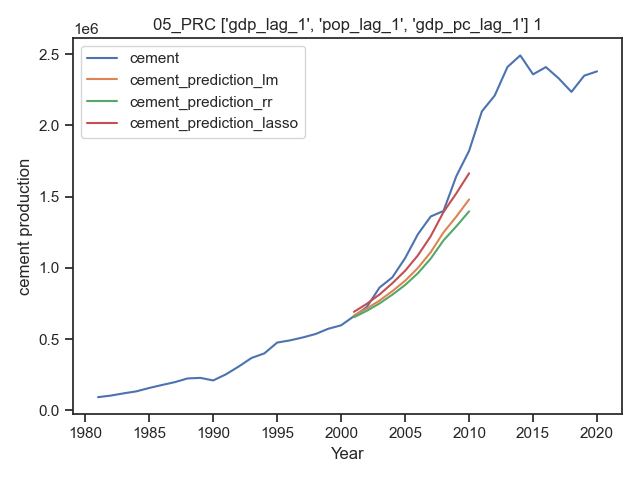 05_PRC ['gdp_lag_1', 'pop_lag_1', 'gdp_pc_lag_1'] 1
1e6
cement
cement_prediction_lm
cement_prediction_rr
cement_prediction_lasso
2.5
2.0
1.5
1.0
0.5
0.0
cement production
1980 1985 1990 1995 2000 2005 2010 2015 2020
Year